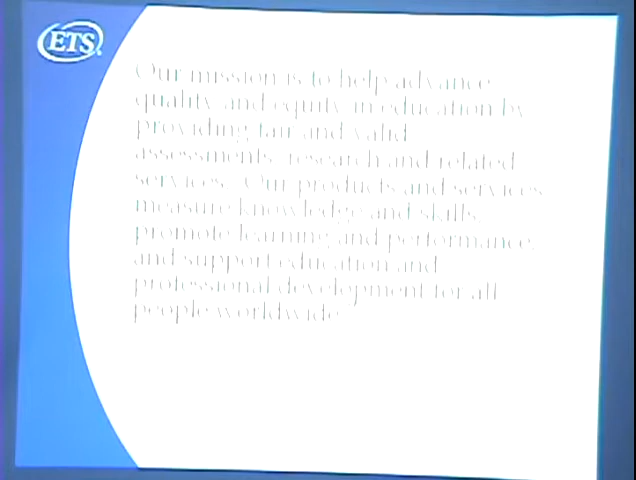 ETS
Our mission is to help advance
quality and equity in education by
providing fair and valid
assessments, research and related
services. Our products and services
measure knowledge and skills,
promote learning and performance,
and support education and
professional development for all
people worldwide.